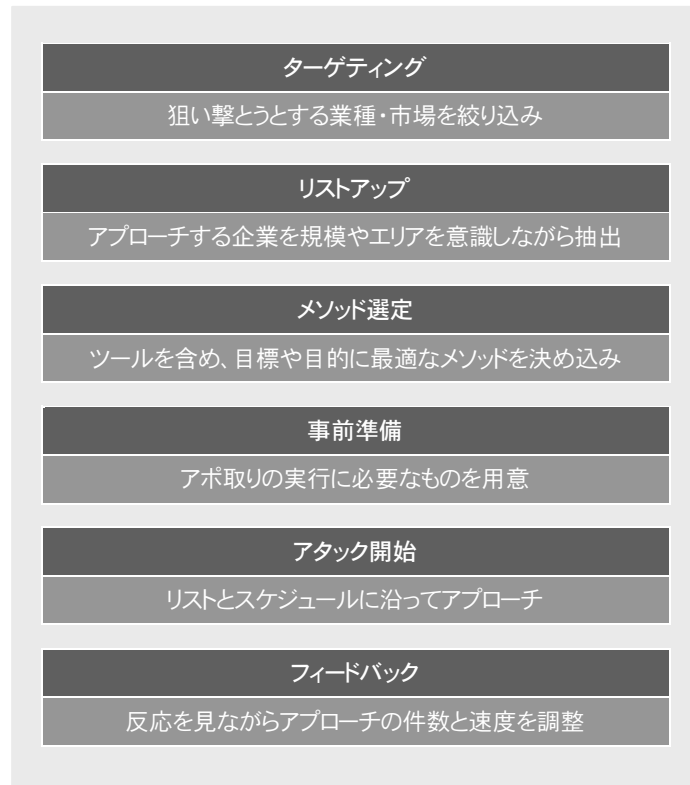 ターゲティング
狙い撃とうとする業種・市場を絞り込み
リストアップ
アプローチする企業を規模やエリアを意識しながら抽出
メソッド選定
ツールを含め、目標や目的に最適なメソッドを決め込み
事前準備
アポ取りの実行に必要なものを用意
アタック開始
リストとスケジュールに沿ってアプローチ
フィードバック
反応を見ながらアプローチの件数と速度を調整